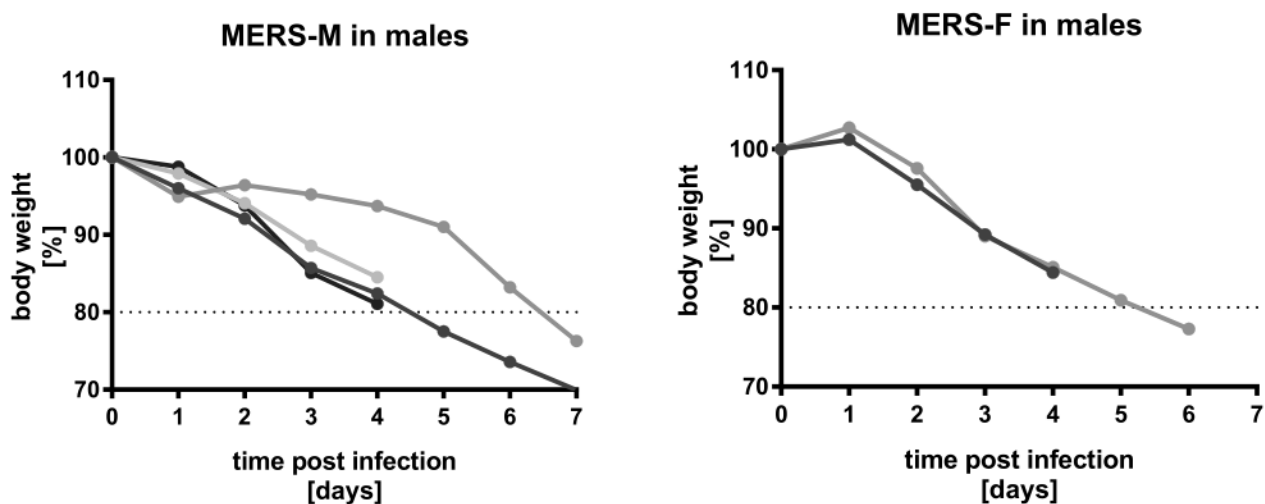 MERS-M in males
110
100
90
80
70
body weight
[%]
0 1 2 3 4 5 6 7
time post infection
[days]
MERS-F in males
110
100
90
80
70
body weight
[%]
0 1 2 3 4 5 6 7
time post infection
[days]